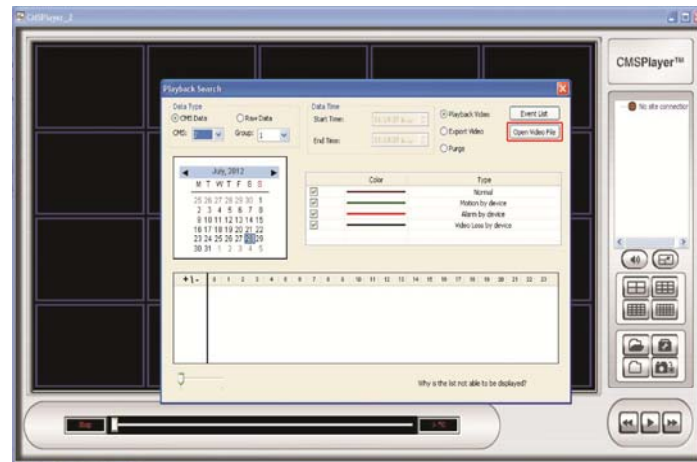 CMSPlayer_2
CMSPlayer™
No site connection
Playback Search
Data Type
CMS Data
Raw Data
CMS:
Group: 1
Data Time
Start Time:
End Time:
Playback Video
Export Video
Purge
Event List
Open Video File
July, 2012
M T W T F S S
25 26 27 28 29 30 1
2 3 4 5 6 7 8
9 10 11 12 13 14 15
16 17 18 19 20 21 22
23 24 25 26 27 28 29
30 31 1 2 3 4 5
Color Type
Normal
Motion by device
Alarm by device
Video Loss by device
+ \ - 0 1 2 3 4 5 6 7 8 9 10 11 12 13 14 15 16 17 18 19 20 21 22 23
Why is the list not able to be displayed?
Stop